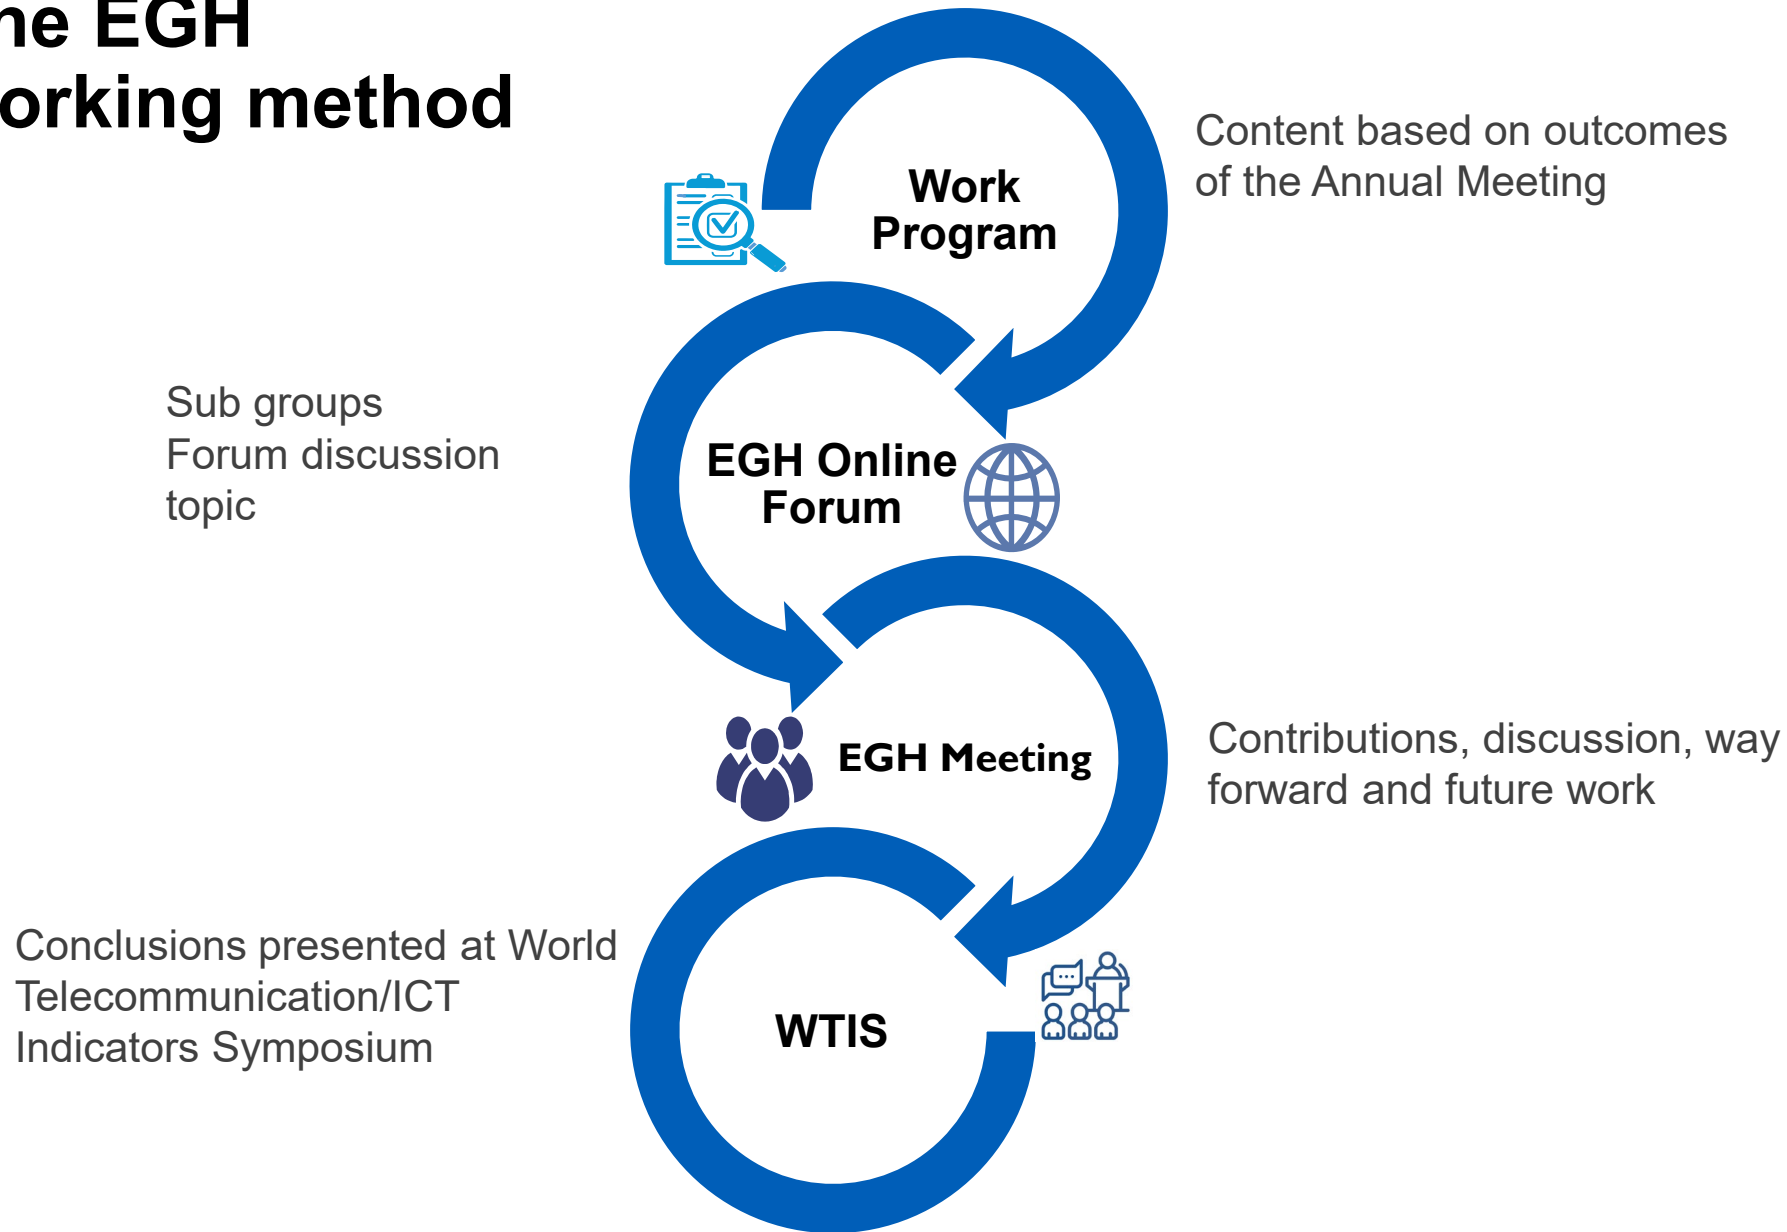 ne EGH
orking method
Work
Program
Content based on outcomes
of the Annual Meeting
Sub groups
Forum discussion
topic
EGH Online
Forum
EGH Meeting
Contributions, discussion, way
forward and future work
Conclusions presented at World
Telecommunication/ICT
Indicators Symposium
WTIS